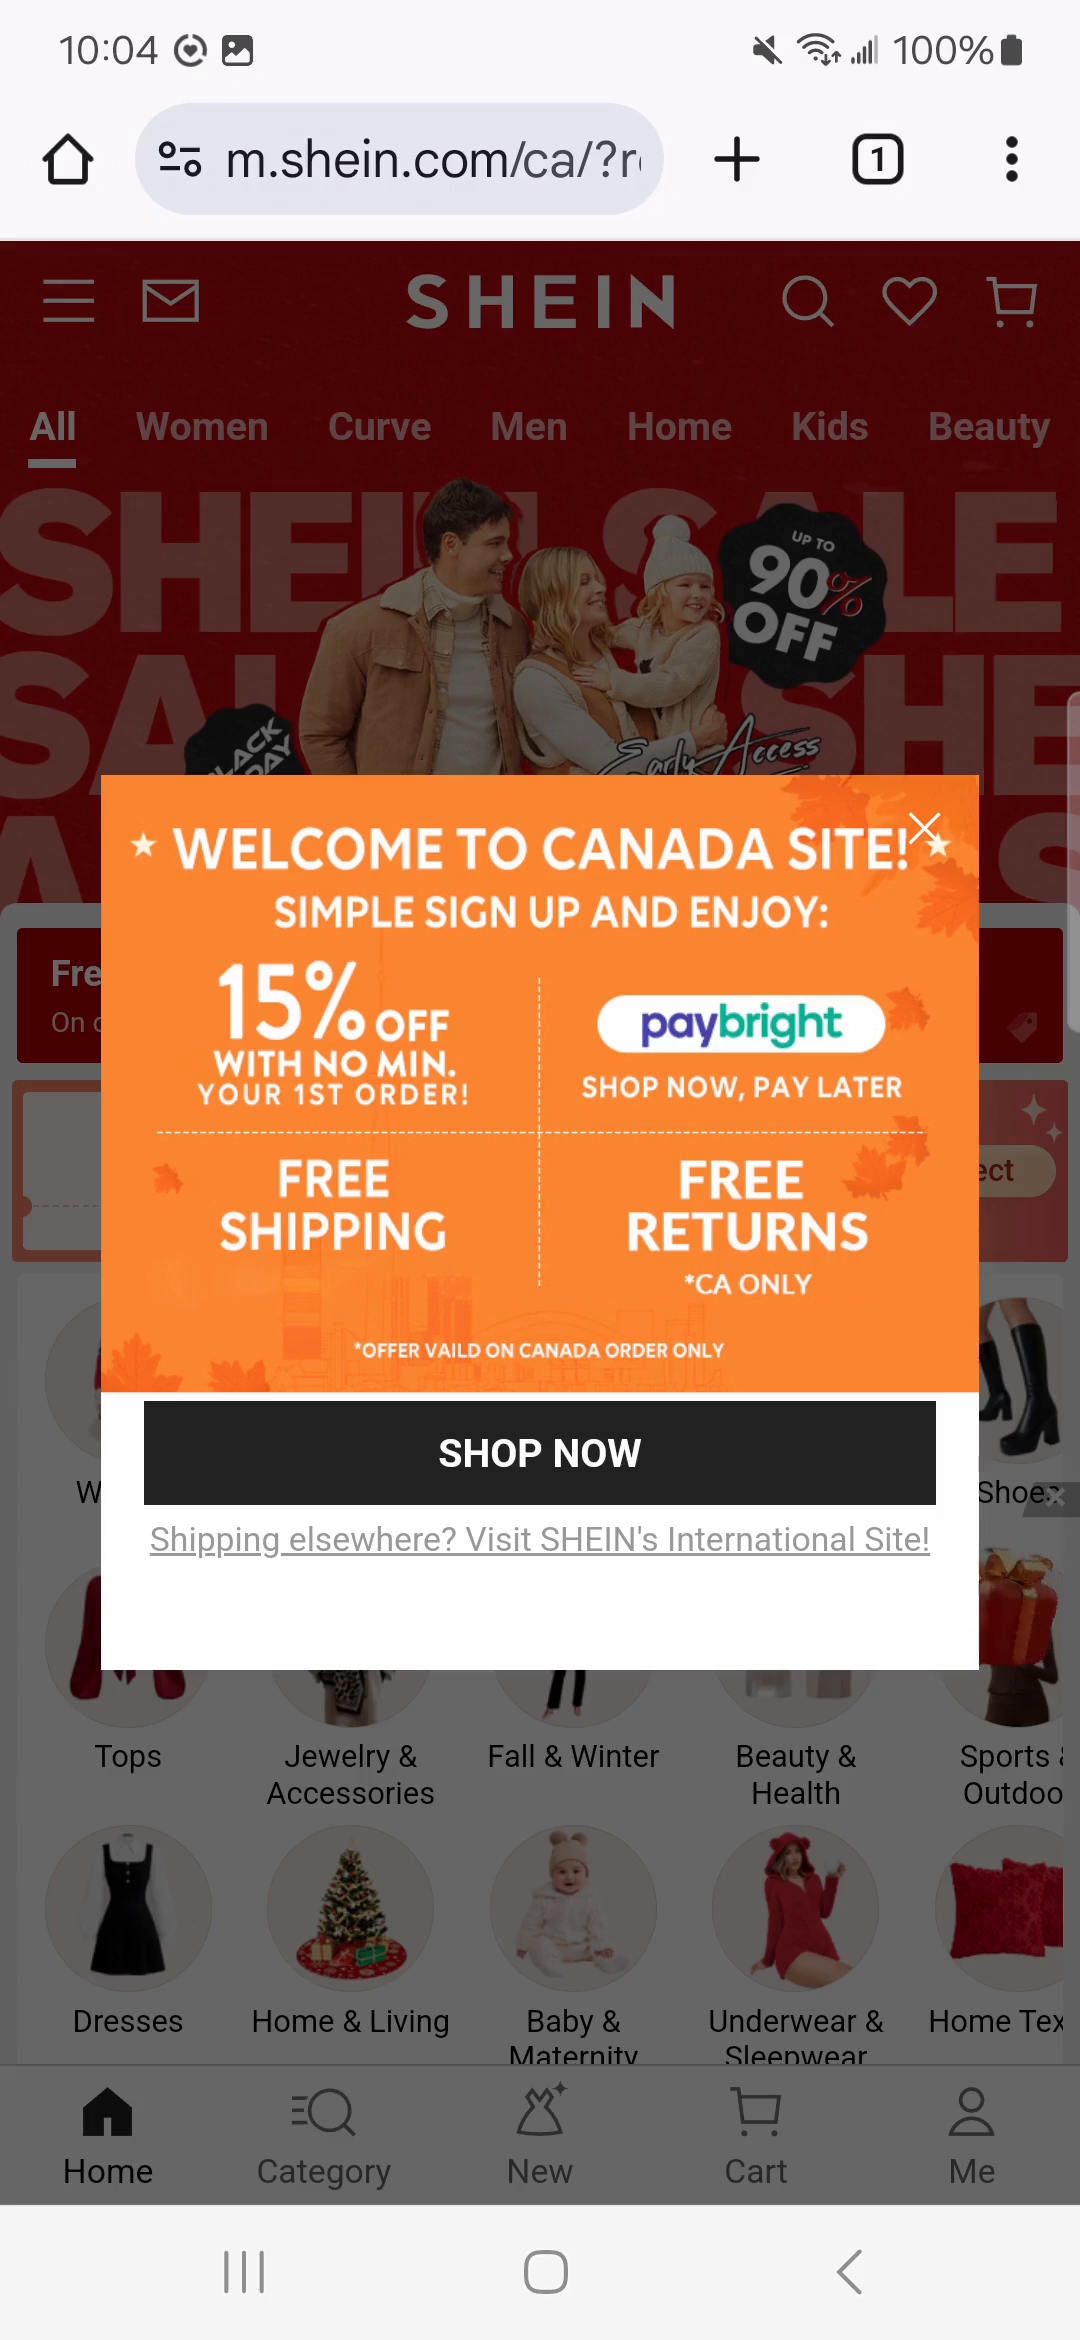 10:04
100%
m.shein.com/ca/?r
1
SHEIN
All Women Curve Men Home Kids Beauty
SHEIN SALE
UP TO
90%
OFF
SA SHE
Early Access
WELCOME TO CANADA SITE!
SIMPLE SIGN UP AND ENJOY:
15% OFF
WITH NO MIN.
YOUR 1ST ORDER!
paybright
SHOP NOW, PAY LATER
FREE
SHIPPING
FREE
RETURNS
*CA ONLY
*OFFER VAILD ON CANADA ORDER ONLY
Fre
On
ect
SHOP NOW
Shipping elsewhere? Visit SHEIN's International Site!
W
Shoes
Tops
Jewelry &
Accessories
Fall & Winter
Beauty &
Health
Sports &
Outdoo
Dresses
Home & Living
Baby &
Maternity
Underwear &
Sleepwear
Home Tex
Home
Category
New
Cart
Me